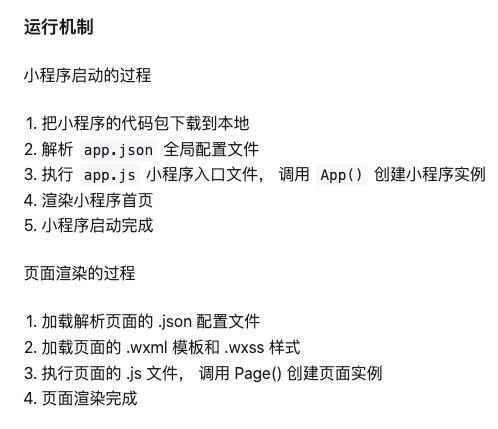 运行机制
小程序启动的过程
1. 把小程序的代码包下载到本地
2. 解析 app.json 全局配置文件
3. 执行 app.js 小程序入口文件， 调用 App() 创建小程序实例
4. 渲染小程序首页
5. 小程序启动完成
页面渲染的过程
1. 加载解析页面的 .json 配置文件
2. 加载页面的 .wxml 模板和 .wxss 样式
3. 执行页面的 .js 文件， 调用 Page() 创建页面实例
4. 页面渲染完成